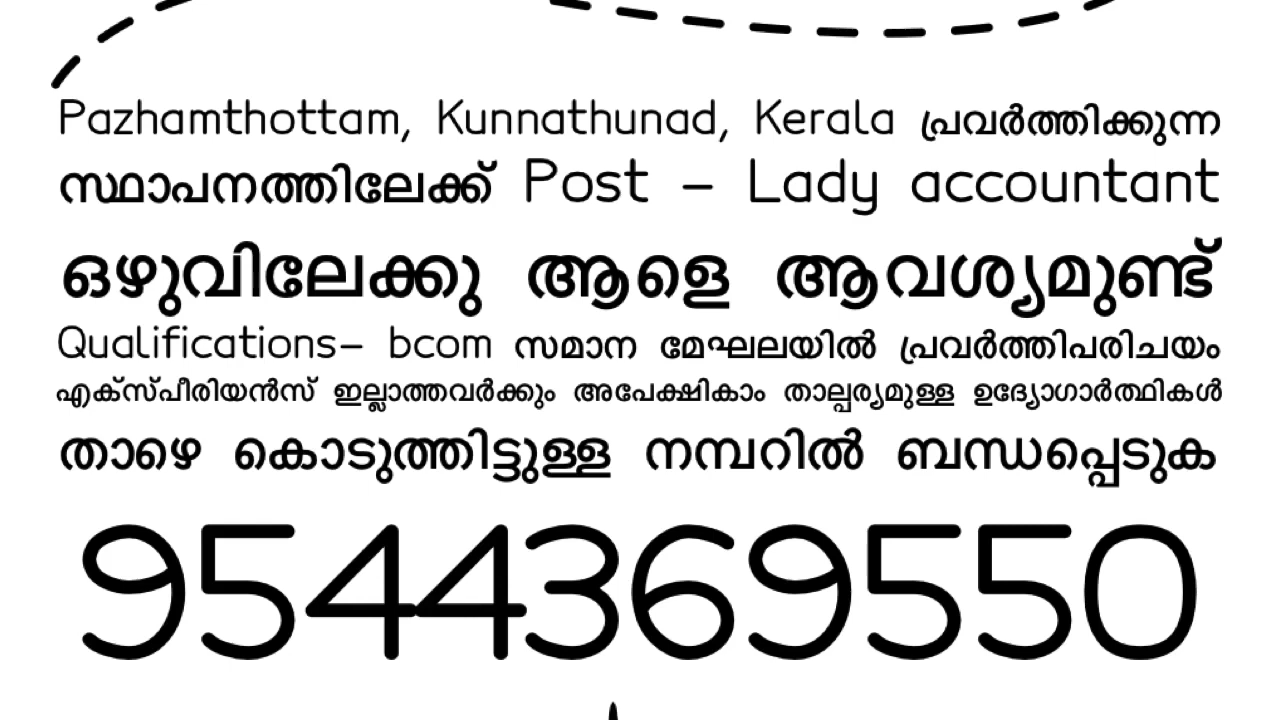 Pazhamthottam, Kunnathunad, Kerala പ്രവർത്തിക്കുന്ന
സ്ഥാപനത്തിലേക്ക് Post – Lady accountant
ഒഴുവിലേക്കു ആളെ ആവശ്യമുണ്ട്
Qualifications– bcom സമാന മേഘലയിൽ പ്രവർത്തിപരിചയം
എക്സ്പീരിയൻസ് ഇല്ലാത്തവർക്കും അപേക്ഷികാം താല്പര്യമുള്ള ഉദ്യോഗാർത്ഥികൾ
താഴെ കൊടുത്തിട്ടുള്ള നമ്പറിൽ ബന്ധപ്പെടുക
9544369550